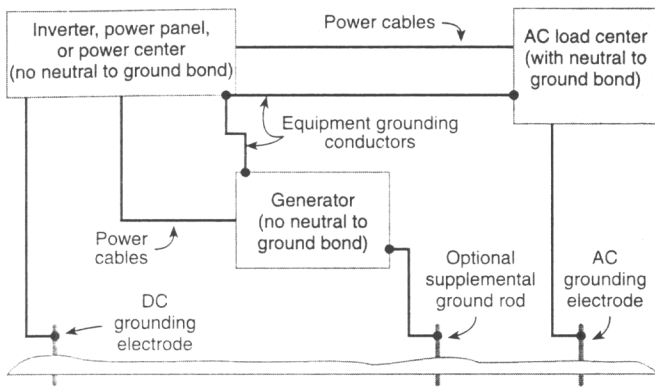 Inverter, power panel,
or power center
(no neutral to ground bond)
Power cables
AC load center
(with neutral to
ground bond)
Equipment grounding
conductors
Generator
(no neutral to
ground bond)
Power
cables
DC
grounding
electrode
Optional
supplemental
ground rod
AC
grounding
electrode